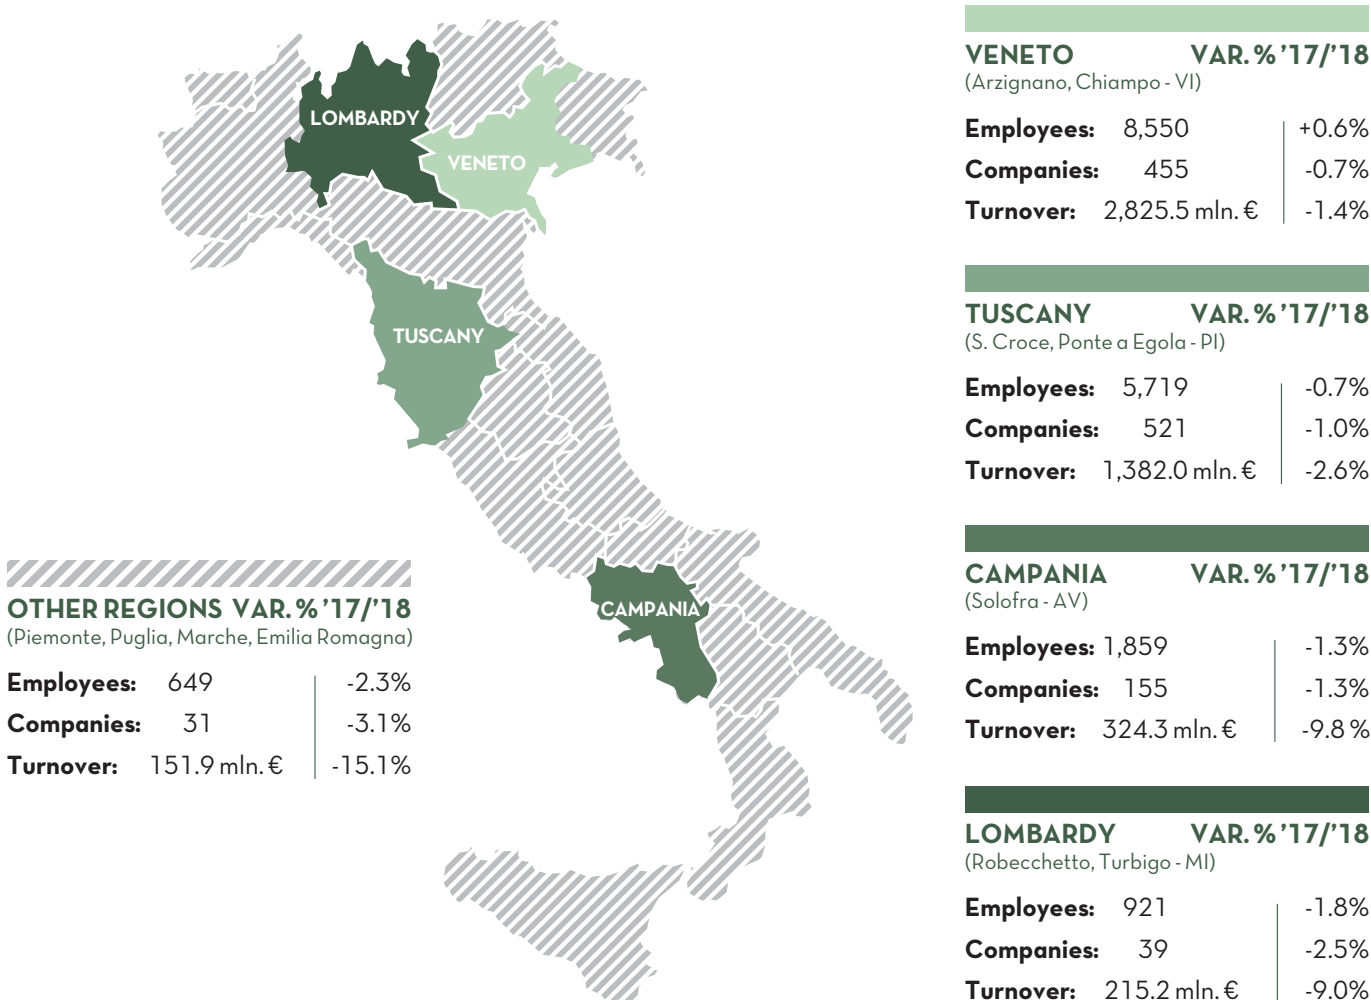 LOMBARDY
VENETO
TUSCANY
CAMPANIA
OTHER REGIONS VAR. % ’17/’18
(Piemonte, Puglia, Marche, Emilia Romagna)
Employees: 649 -2.3%
Companies: 31 -3.1%
Turnover: 151.9 mln. € -15.1%
VENETO VAR. % ’17/’18
(Arzignano, Chiampo - VI)
Employees: 8,550 +0.6%
Companies: 455 -0.7%
Turnover: 2,825.5 mln. € -1.4%
TUSCANY VAR. % ’17/’18
(S. Croce, Ponte a Egola - PI)
Employees: 5,719 -0.7%
Companies: 521 -1.0%
Turnover: 1,382.0 mln. € -2.6%
CAMPANIA VAR. % ’17/’18
(Solofra - AV)
Employees: 1,859 -1.3%
Companies: 155 -1.3%
Turnover: 324.3 mln. € -9.8 %
LOMBARDY VAR. % ’17/’18
(Robecchetto, Turbigo - MI)
Employees: 921 -1.8%
Companies: 39 -2.5%
Turnover: 215.2 mln. € -9.0%